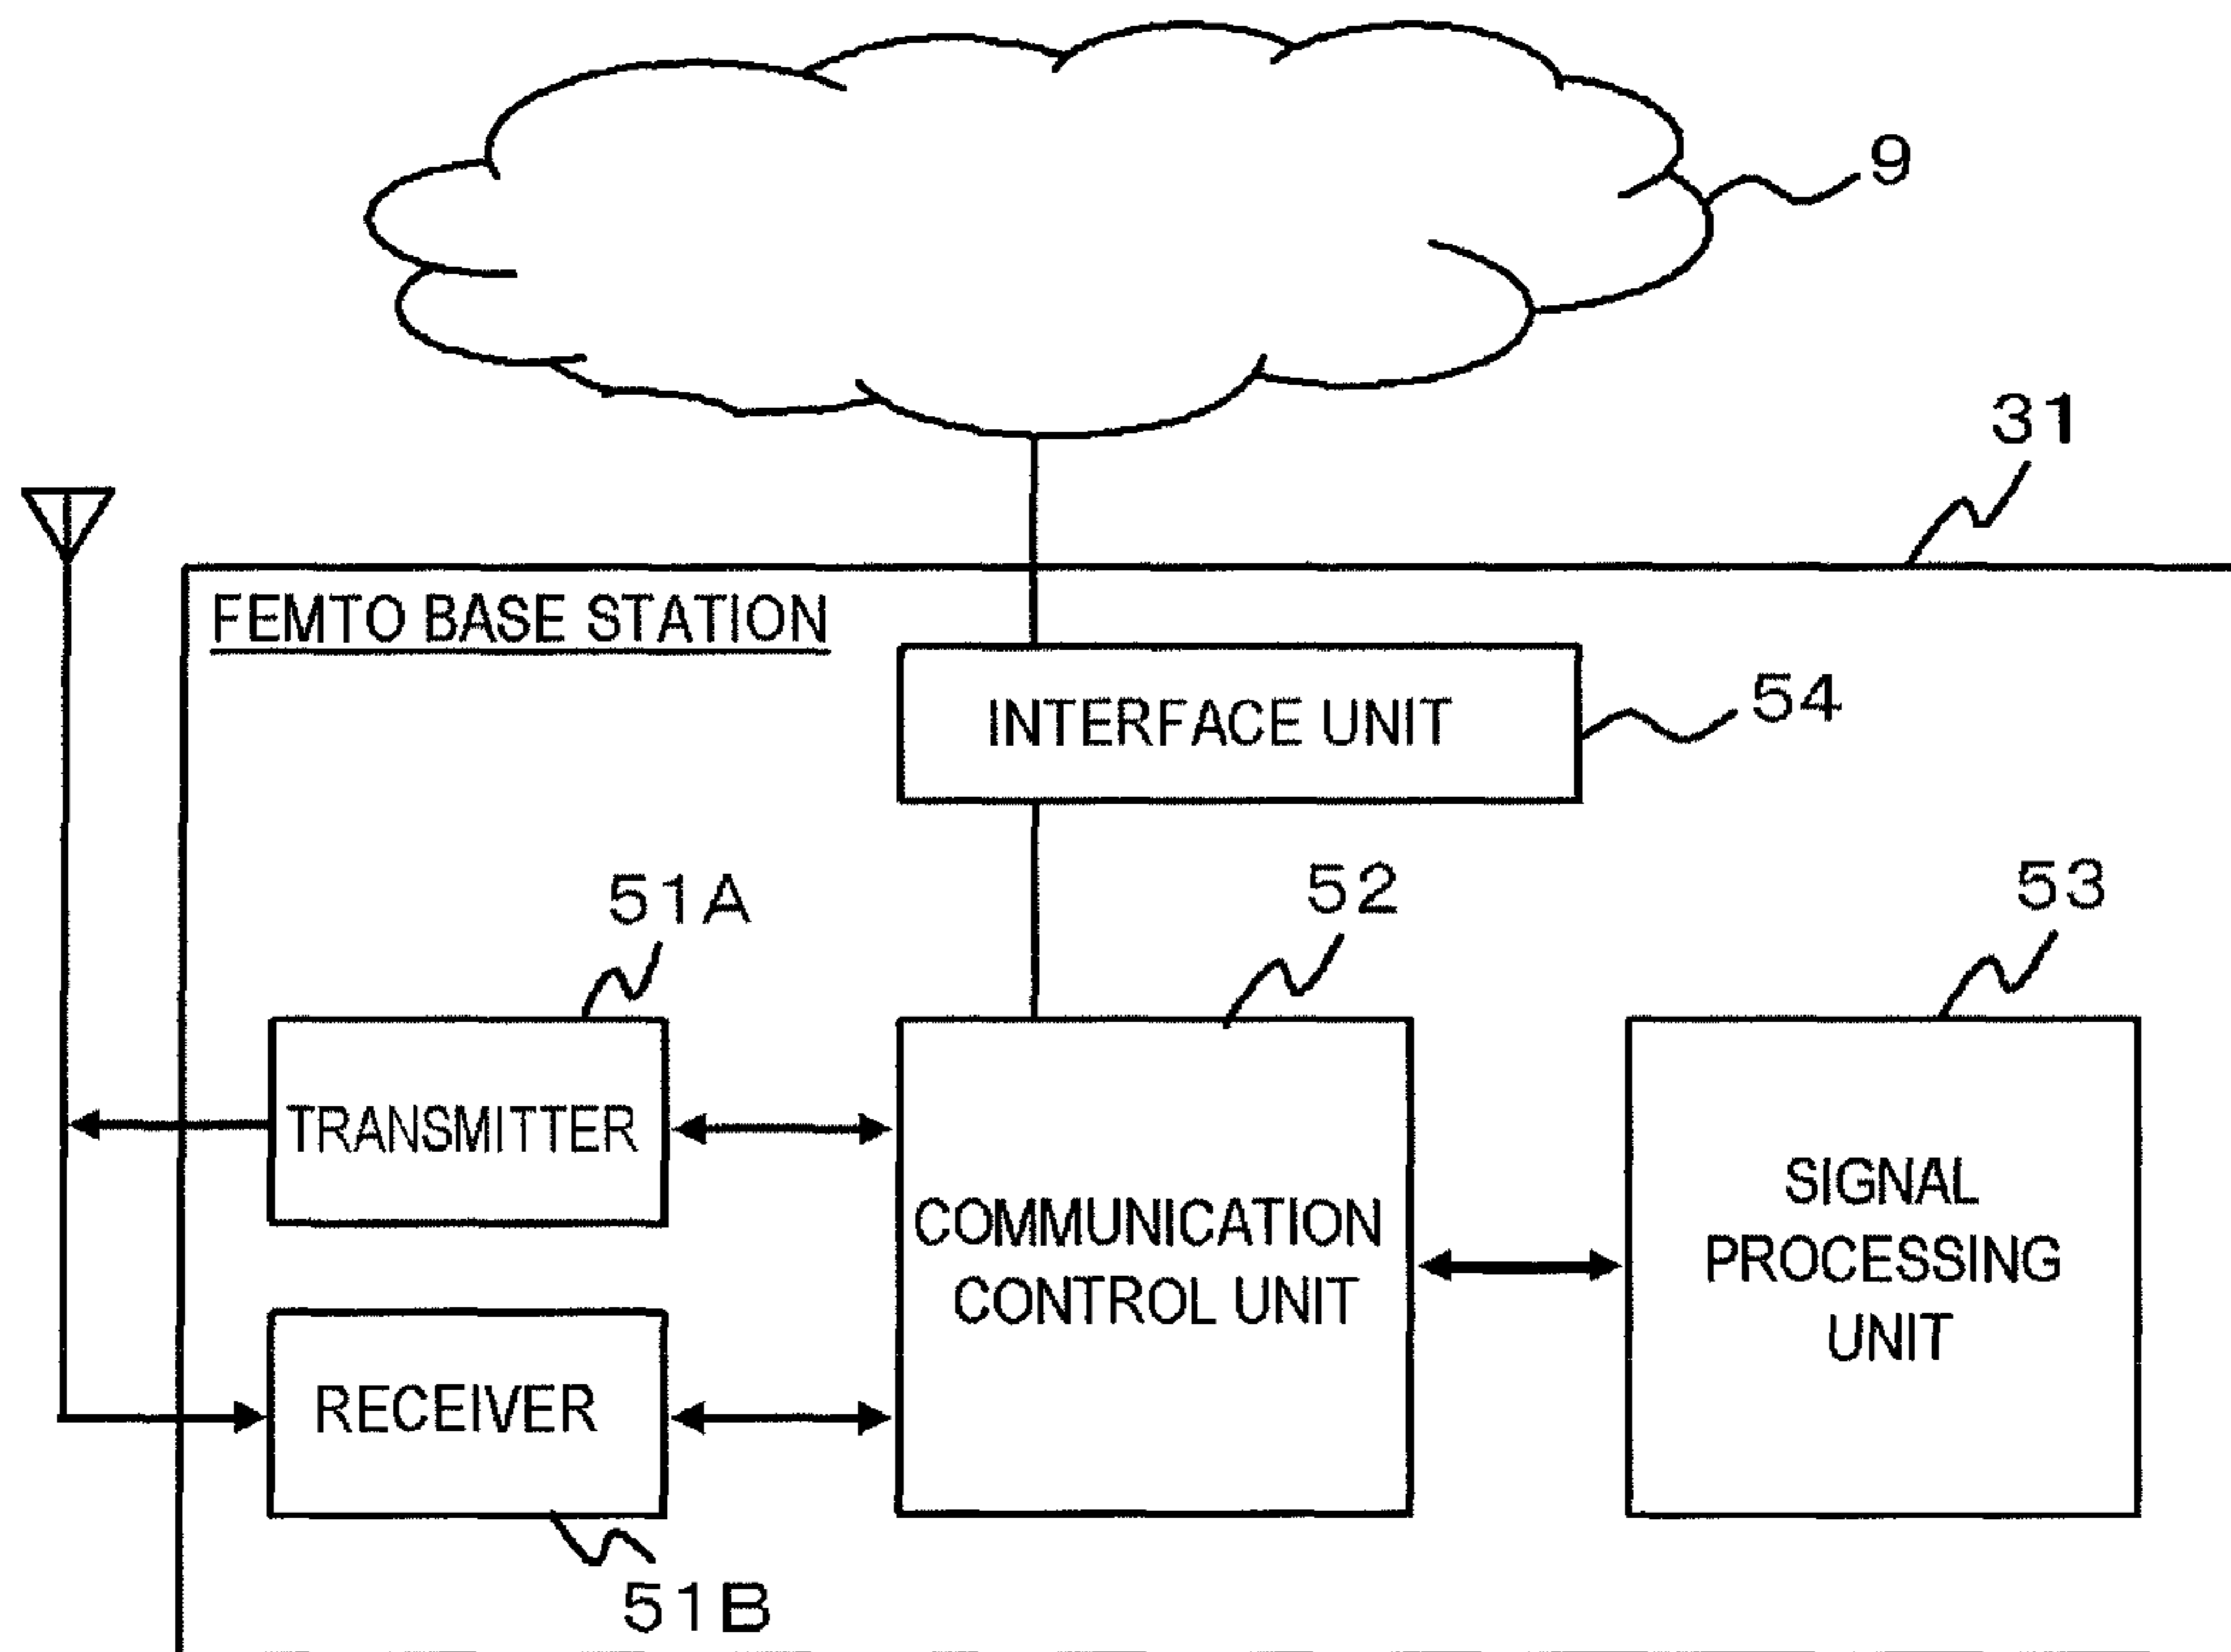 9
31
FEMTO BASE STATION
INTERFACE UNIT
54
51A
52
53
TRANSMITTER
COMMUNICATION
CONTROL UNIT
SIGNAL
PROCESSING
UNIT
RECEIVER
51B